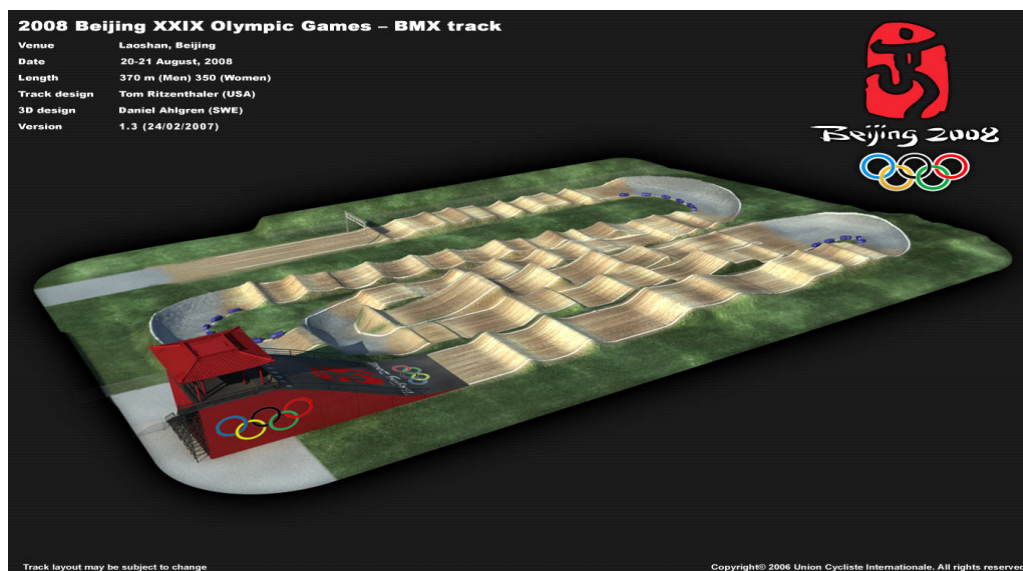 2008 Beijing XXIX Olympic Games – BMX track
Venue Laoshan, Beijing
Date 20-21 August, 2008
Length 370 m (Men) 350 (Women)
Track design Tom Ritzenthaler (USA)
3D design Daniel Ahlgren (SWE)
Version 1.3 (24/02/2007)
Beijing 2008
Track layout may be subject to change
Copyright© 2006 Union Cycliste Internationale. All rights reserved